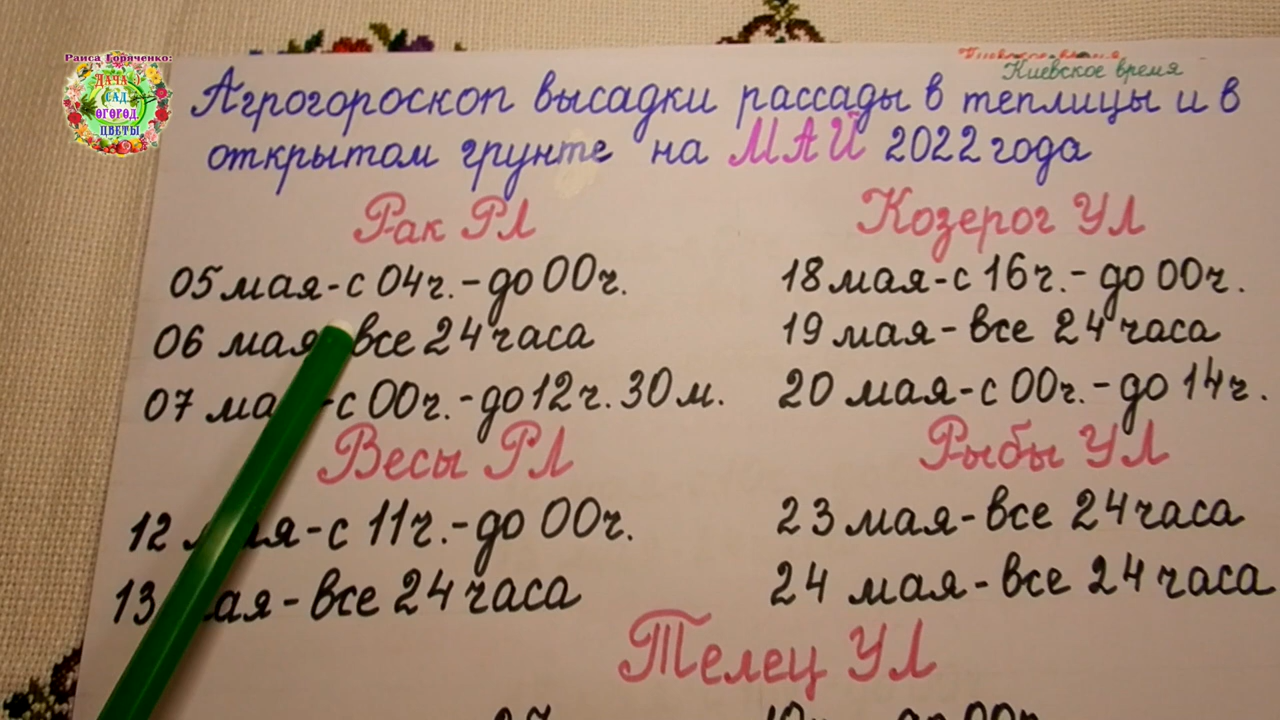 Раиса Горяченко:
ДАЧА
САД
ОГОРОД
ЦВЕТЫ
Киевское время
Агрогороскоп высадки рассады в теплицы и в
открытом грунте на МАЙ 2022 года
Рак РЛ
05 мая-с 04ч.-до 00ч.
06 мая все 24 часа
07 ма -с 00ч.-до 12ч. 30м.
Весы РЛ
12 мая-с 11ч.-до 00ч.
13 мая-все 24 часа
Козерог УЛ
18 мая-с 16ч.-до 00ч.
19 мая-все 24 часа
20 мая-с 00ч.-до 14ч.
Рыбы УЛ
23 мая-все 24 часа
24 мая-все 24 часа
Телец УЛ